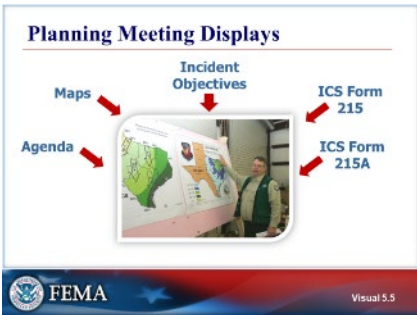 Planning Meeting Displays
Incident
Objectives
Maps
ICS Form
215
Agenda
ICS Form
215A
FEMA
Visual 5.5